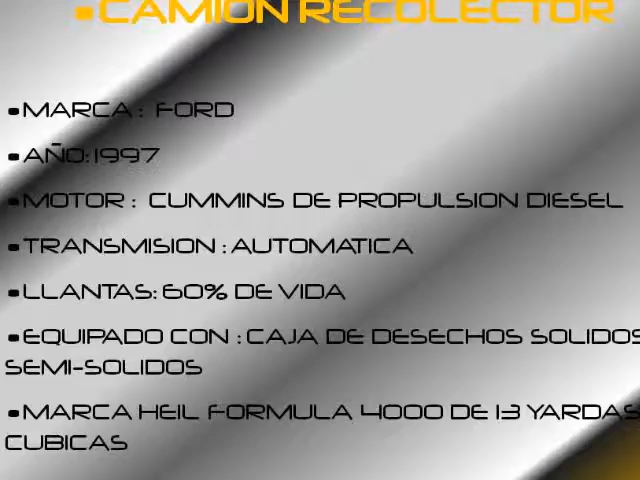 ▪CAMION RECOLECTOR
▪MARCA : FORD
▪AÑO:1997
▪MOTOR : CUMMINS DE PROPULSION DIESEL
▪TRANSMISION : AUTOMATICA
▪LLANTAS: 60% DE VIDA
▪EQUIPADO CON : CAJA DE DESECHOS SOLIDOS
SEMI-SOLIDOS
▪MARCA HEIL FORMULA 4000 DE 13 YARDAS
CUBICAS